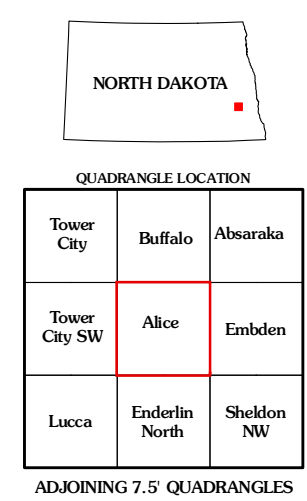 NORTH DAKOTA
QUADRANGLE LOCATION
Tower
City
Buffalo
Absaraka
Tower
City SW
Alice
Embden
Lucca
Enderlin
North
Sheldon
NW
ADJOINING 7.5' QUADRANGLES